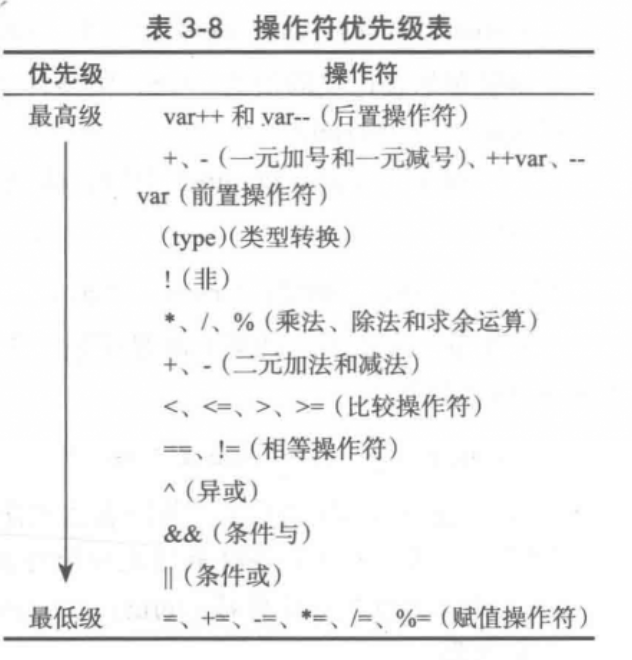 表 3-8 操作符优先级表
优先级 操作符
最高级 var++ 和 var-- (后置操作符)
+、- (一元加号和一元减号)、++var、--
var (前置操作符)
(type)(类型转换)
! (非)
*、/、% (乘法、除法和求余运算)
+、- (二元加法和减法)
<、<=、>、>= (比较操作符)
==、!= (相等操作符)
^ (异或)
&& (条件与)
|| (条件或)
最低级 =、+=、-=、*=、/=、%= (赋值操作符)